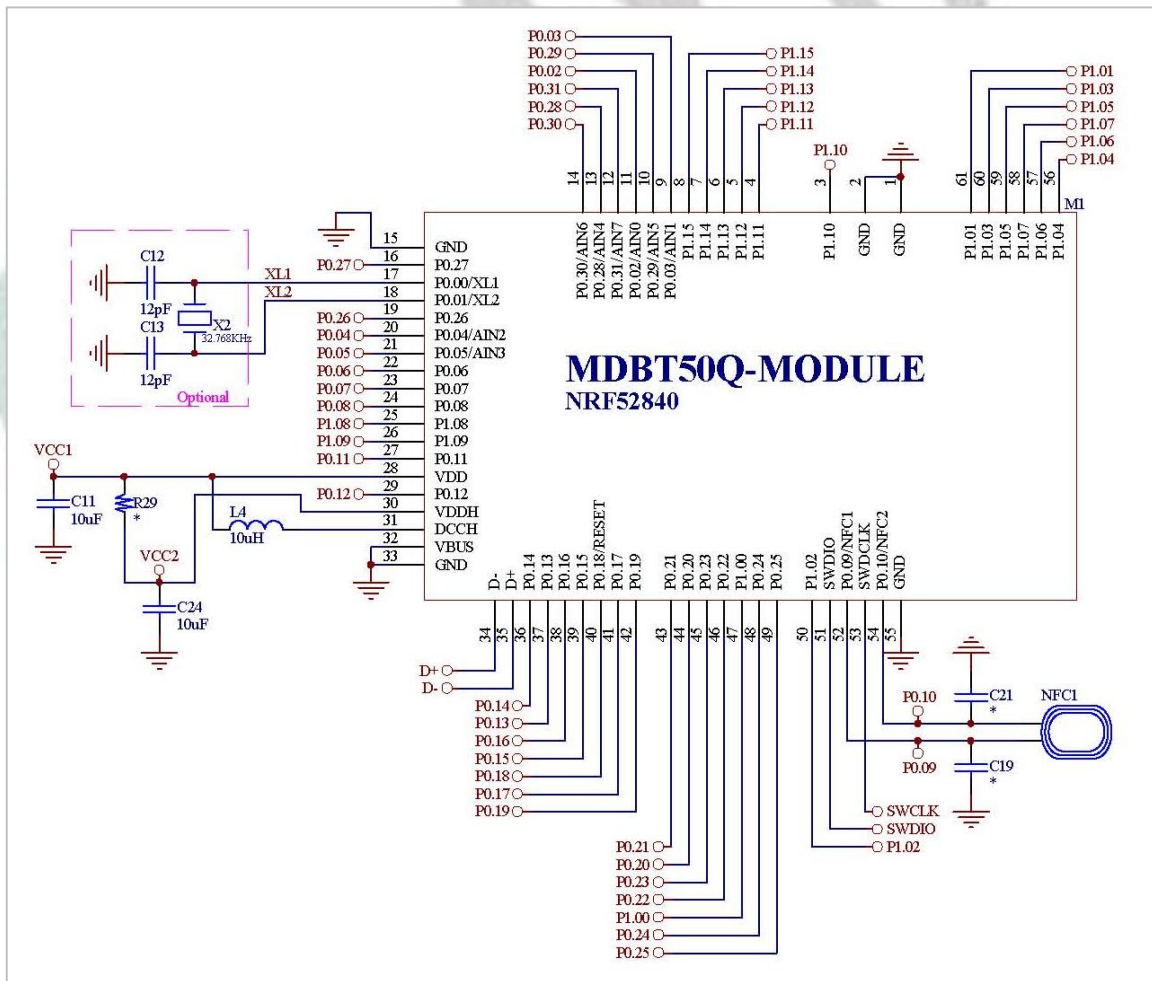 P0.03
P0.29
P0.02
P0.31
P0.28
P0.30
P1.15
P1.14
P1.13
P1.12
P1.11
P1.10
P1.01
P1.03
P1.05
P1.07
P1.06
P1.04
14 13 12 11 10 9 8 7 6 5 4 3 2 1 61 60 59 58 57 56
M1
P0.30/AIN6
P0.28/AIN4
P0.31/AIN7
P0.02/AIN0
P0.29/AIN5
P0.03/AIN1
P1.15
P1.14
P1.13
P1.12
P1.11
P1.10
GND
GND
P1.01
P1.03
P1.05
P1.07
P1.06
P1.04
MDBT50Q-MODULE
NRF52840
15 GND
P0.27 16 P0.27
XL1 17 P0.00/XL1
XL2 18 P0.01/XL2
P0.26 19 P0.26
P0.04 20 P0.04/AIN2
P0.05 21 P0.05/AIN3
P0.06 22 P0.06
P0.07 23 P0.07
P0.08 24 P0.08
P1.08 25 P1.08
P1.09 26 P1.09
P0.11 27 P0.11
28 VDD
P0.12 29 P0.12
30 VDDH
31 DCCH
32 VBUS
33 GND
C12
12pF
C13
12pF
X2
32.768KHz
Optional
VCC1
C11
10uF
R29
*
L4
10uH
VCC2
C24
10uF
D-
D+
P0.14
P0.13
P0.16
P0.15
P0.18/RESET
P0.17
P0.19
P0.21
P0.20
P0.23
P0.22
P1.00
P0.24
P0.25
P1.02
SWDIO
P0.09/NFC1
SWDCLK
P0.10/NFC2
GND
34 35 36 37 38 39 40 41 42 43 44 45 46 47 48 49 50 51 52 53 54 55
D+
D-
P0.14
P0.13
P0.16
P0.15
P0.18
P0.17
P0.19
P0.21
P0.20
P0.23
P0.22
P1.00
P0.24
P0.25
P0.10
P0.09
C21
*
C19
*
NFC1
SWCLK
SWDIO
P1.02